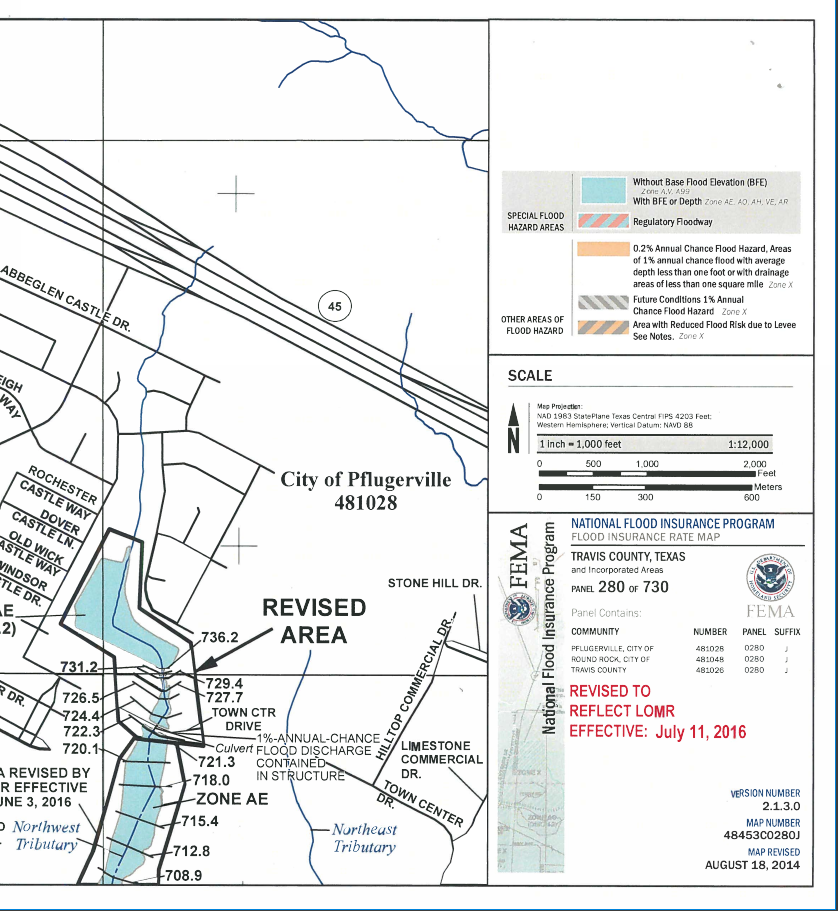 45
ABBEGLEN CASTLE DR.
EIGH
WAY
ROCHESTER
CASTLE WAY
DOVER
CASTLE LN.
OLD WICK
ASTLE WAY
WINDSOR
TLE DR.
AE
2)
R DR.
City of Pflugerville
481028
STONE HILL DR.
REVISED
AREA
736.2
731.2
729.4
726.5
727.7
724.4
TOWN CTR
DRIVE
722.3
720.1
Culvert
1%-ANNUAL-CHANCE
FLOOD DISCHARGE
CONTAINED
IN STRUCTURE
HILLTOP COMMERCIAL DR.
LIMESTONE
COMMERCIAL
DR.
TOWN CENTER
DR.
721.3
718.0
ZONE AE
715.4
712.8
708.9
A REVISED BY
R EFFECTIVE
UNE 3, 2016
Northwest
Tributary
Northeast
Tributary
SPECIAL FLOOD
HAZARD AREAS
Without Base Flood Elevation (BFE)
Zone A,V, A99
With BFE or Depth Zone AE, AO, AH, VE, AR
Regulatory Floodway
0.2% Annual Chance Flood Hazard, Areas
of 1% annual chance flood with average
depth less than one foot or with drainage
areas of less than one square mile Zone X
Future Conditions 1% Annual
Chance Flood Hazard Zone X
OTHER AREAS OF
FLOOD HAZARD
Area with Reduced Flood Risk due to Levee
See Notes. Zone X
SCALE
N
Map Projection:
NAD 1983 StatePlane Texas Central FIPS 4203 Feet;
Western Hemisphere; Vertical Datum: NAVD 88
1 inch = 1,000 feet 1:12,000
0 500 1,000 2,000
Feet
Meters
0 150 300 600
FEMA
National Flood Insurance Program
NATIONAL FLOOD INSURANCE PROGRAM
FLOOD INSURANCE RATE MAP
TRAVIS COUNTY, TEXAS
and Incorporated Areas
PANEL 280 OF 730
FEMA
Panel Contains:
COMMUNITY NUMBER PANEL SUFFIX
PFLUGERVILLE, CITY OF 481028 0280 J
ROUND ROCK, CITY OF 481048 0280 J
TRAVIS COUNTY 481026 0280 J
REVISED TO
REFLECT LOMR
EFFECTIVE: July 11, 2016
VERSION NUMBER
2.1.3.0
MAP NUMBER
48453C0280J
MAP REVISED
AUGUST 18, 2014